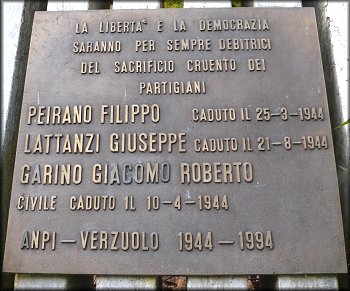 LA LIBERTA' E LA DEMOCRAZIA
SARANNO PER SEMPRE DEBITRICI
DEL SACRIFICIO CRUENTO DEI
PARTIGIANI
PEIRANO FILIPPO CADUTO IL 25-3-1944
LATTANZI GIUSEPPE CADUTO IL 21-8-1944
GARINO GIACOMO ROBERTO
CIVILE CADUTO IL 10-4-1944
ANPI-VERZUOLO 1944-1994